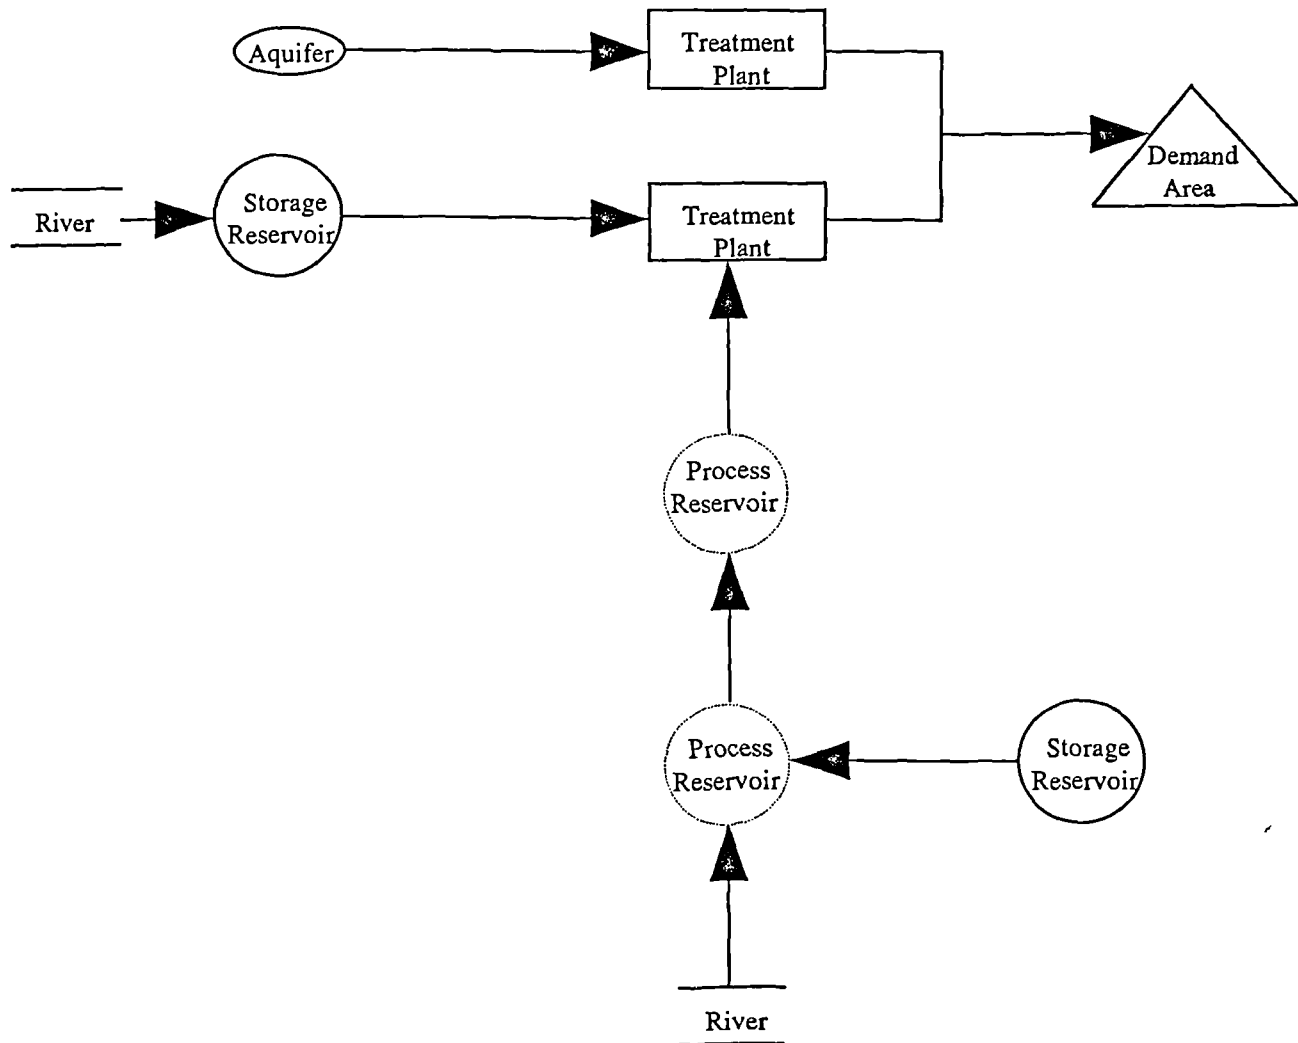 Aquifer
Treatment
Plant
Demand
Area
River
Storage
Reservoir
Treatment
Plant
Process
Reservoir
Process
Reservoir
Storage
Reservoir
River